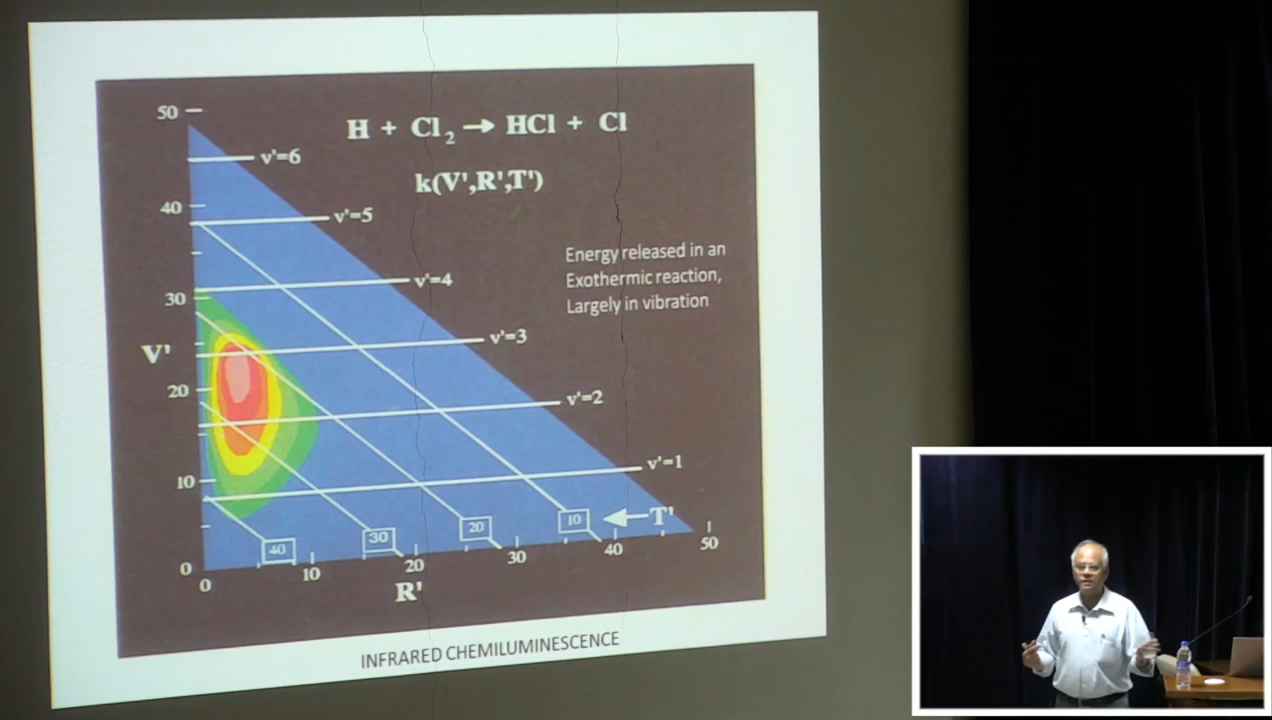 50
H + Cl2 → HCl + Cl
v'=6
k(V',R',T')
40
v'=5
Energy released in an
Exothermic reaction,
Largely in vibration
v'=4
30
v'=3
V'
20
v'=2
10
v'=1
40
30
20
10
T'
0
0
10
20
30
40
50
R'
INFRARED CHEMILUMINESCENCE